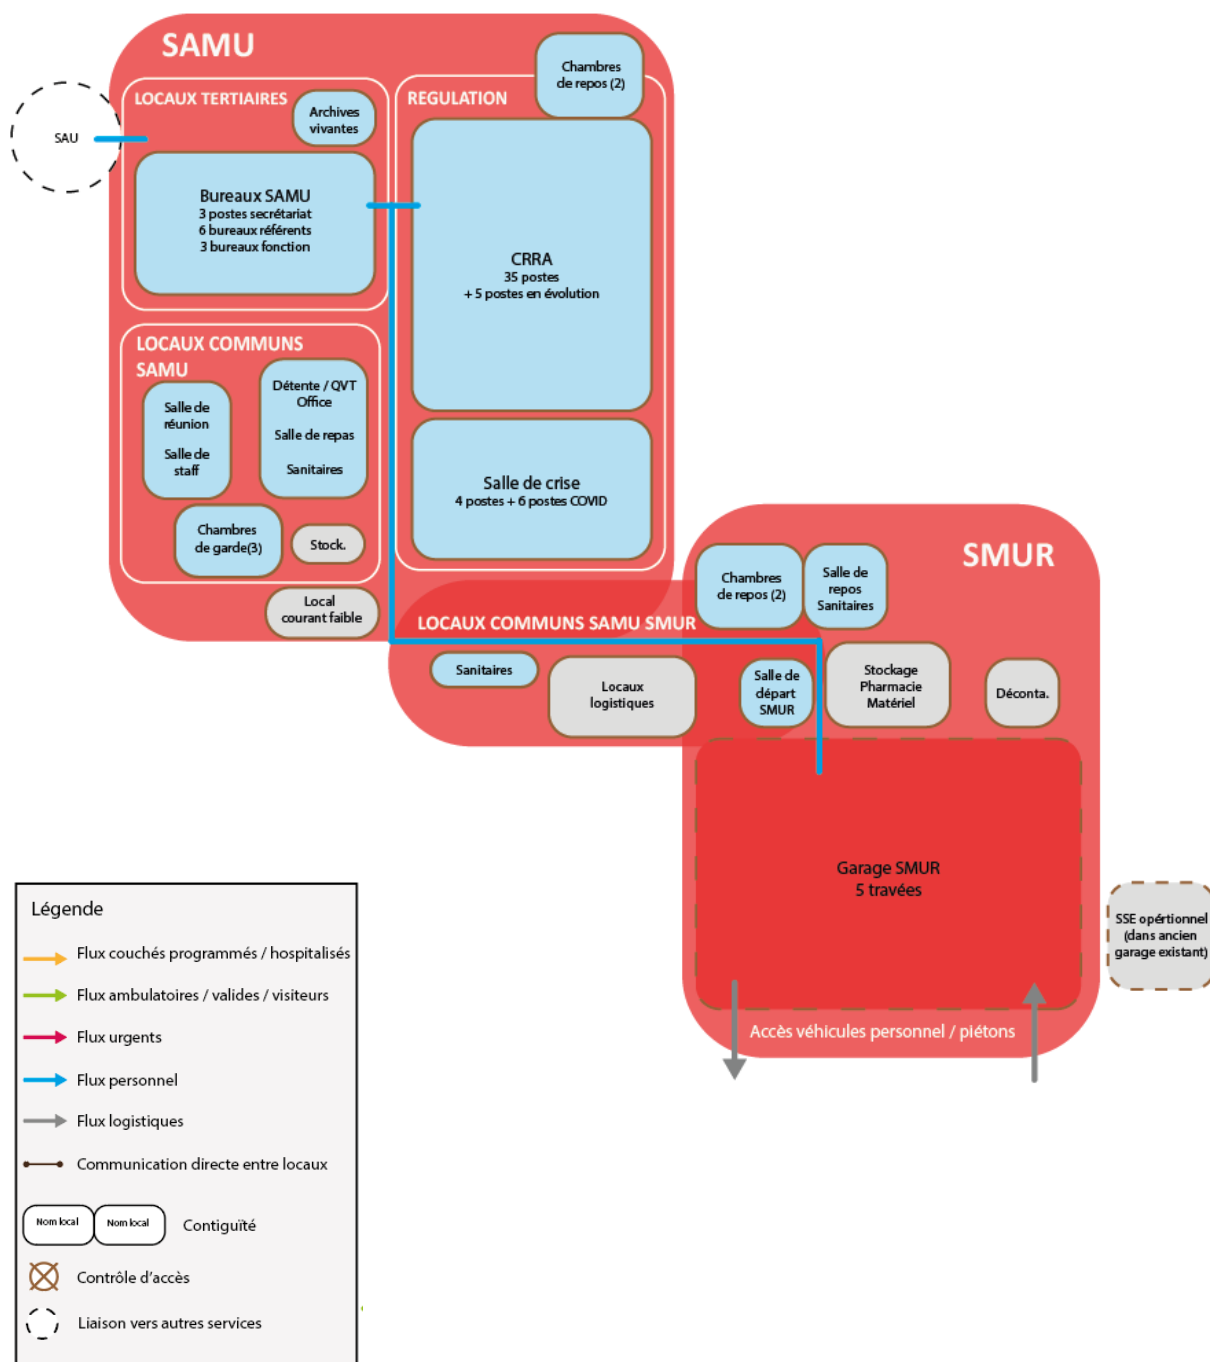 SAMU
Chambres
de repos (2)
LOCAUX TERTIAIRES
REGULATION
Archives
vivantes
SAU
Bureaux SAMU
3 postes secrétariat
6 bureaux référents
3 bureaux fonction
CRRA
35 postes
+ 5 postes en évolution
LOCAUX COMMUNS
SAMU
Salle de
réunion
Salle de
staff
Détente / QVT
Office
Salle de repas
Sanitaires
Chambres
de garde(3)
Stock.
Salle de crise
4 postes + 6 postes COVID
Local
courant faible
SMUR
Chambres
de repos (2)
Salle de
repos
Sanitaires
LOCAUX COMMUNS SAMU SMUR
Sanitaires
Locaux
logistiques
Salle de
départ
SMUR
Stockage
Pharmacie
Matériel
Déconta.
Garage SMUR
5 travées
SSE opértionnel
(dans ancien
garage existant)
Accès véhicules personnel / piétons
Légende
Flux couchés programmés / hospitalisés
Flux ambulatoires / valides / visiteurs
Flux urgents
Flux personnel
Flux logistiques
Communication directe entre locaux
Nom local
Nom local
Contiguïté
Contrôle d'accès
Liaison vers autres services